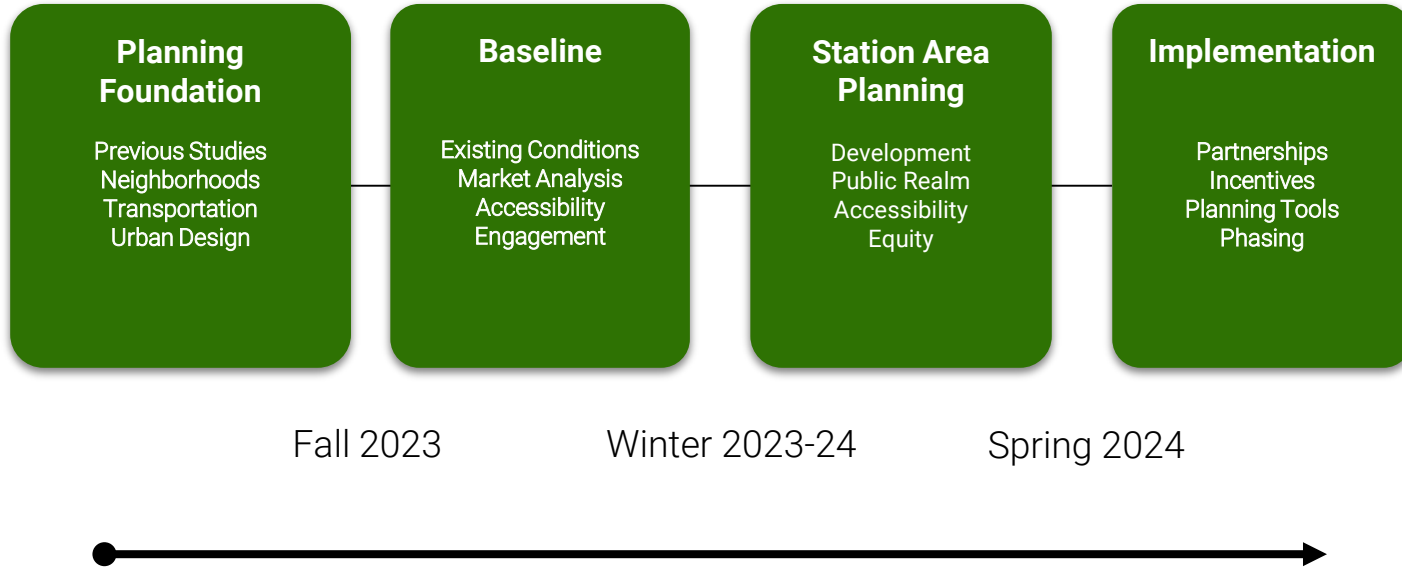 Planning
Foundation
Previous Studies
Neighborhoods
Transportation
Urban Design
Baseline
Existing Conditions
Market Analysis
Accessibility
Engagement
Station Area
Planning
Development
Public Realm
Accessibility
Equity
Implementation
Partnerships
Incentives
Planning Tools
Phasing
Fall 2023
Winter 2023-24
Spring 2024